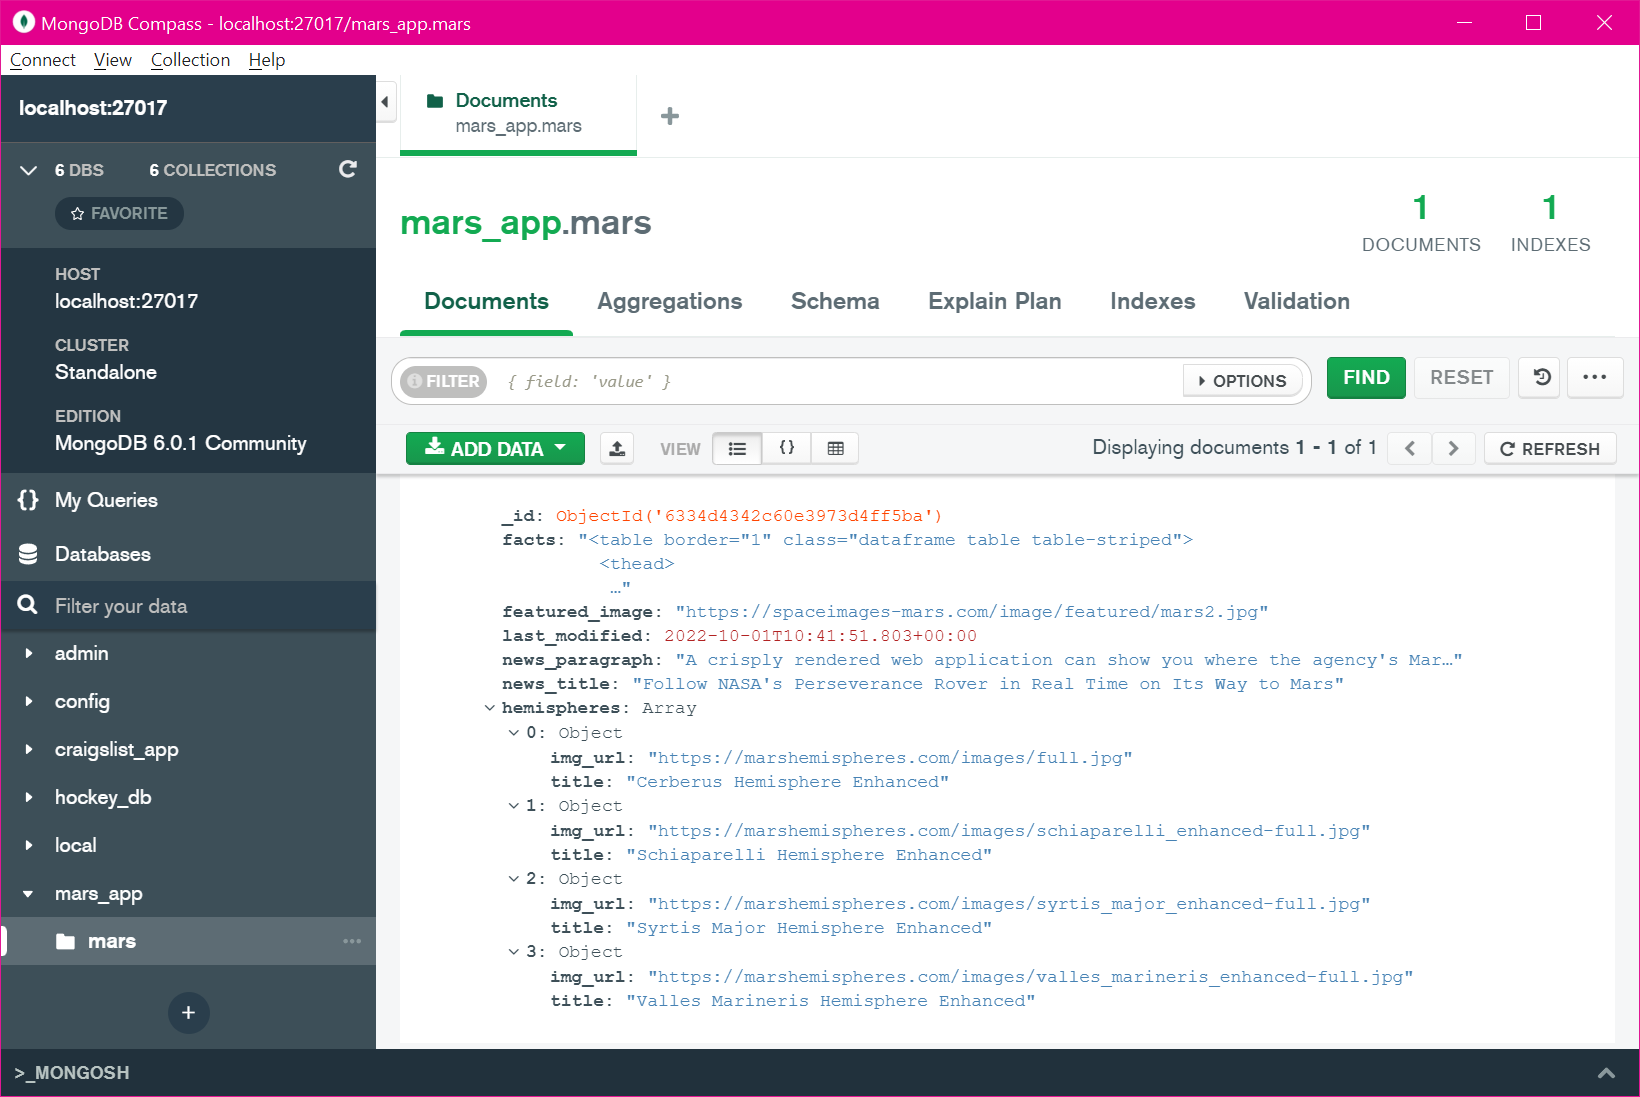 MongoDB Compass - localhost:27017/mars_app.mars
Connect View Collection Help
localhost:27017
6 DBS 6 COLLECTIONS
FAVORITE
HOST
localhost:27017
CLUSTER
Standalone
EDITION
MongoDB 6.0.1 Community
{} My Queries
Databases
Filter your data
admin
config
craigslist_app
hockey_db
local
mars_app
mars
Documents
mars_app.mars
mars_app.mars
1 DOCUMENTS
1 INDEXES
Documents Aggregations Schema Explain Plan Indexes Validation
FILTER { field: 'value' } OPTIONS FIND RESET
ADD DATA VIEW {} Displaying documents 1 - 1 of 1 REFRESH
_id: ObjectId('6334d4342c60e3973d4ff5ba')
facts: "<table border="1" class="dataframe table table-striped">
<thead>
…"
featured_image: "https://spaceimages-mars.com/image/featured/mars2.jpg"
last_modified: 2022-10-01T10:41:51.803+00:00
news_paragraph: "A crisply rendered web application can show you where the agency's Mar…"
news_title: "Follow NASA's Perseverance Rover in Real Time on Its Way to Mars"
hemispheres: Array
0: Object
img_url: "https://marshemispheres.com/images/full.jpg"
title: "Cerberus Hemisphere Enhanced"
1: Object
img_url: "https://marshemispheres.com/images/schiaparelli_enhanced-full.jpg"
title: "Schiaparelli Hemisphere Enhanced"
2: Object
img_url: "https://marshemispheres.com/images/syrtis_major_enhanced-full.jpg"
title: "Syrtis Major Hemisphere Enhanced"
3: Object
img_url: "https://marshemispheres.com/images/valles_marineris_enhanced-full.jpg"
title: "Valles Marineris Hemisphere Enhanced"
>_MONGOSH